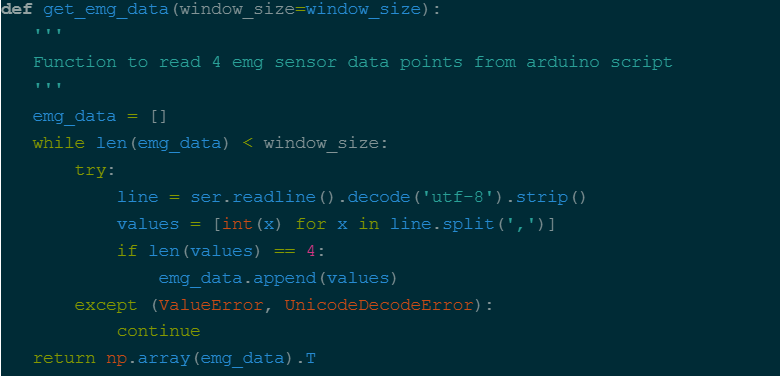 def get_emg_data(window_size=window_size):
    '''
    Function to read 4 emg sensor data points from arduino script
    '''
    emg_data = []
    while len(emg_data) < window_size:
        try:
            line = ser.readline().decode('utf-8').strip()
            values = [int(x) for x in line.split(',')]
            if len(values) == 4:
                emg_data.append(values)
        except (ValueError, UnicodeDecodeError):
            continue
    return np.array(emg_data).T